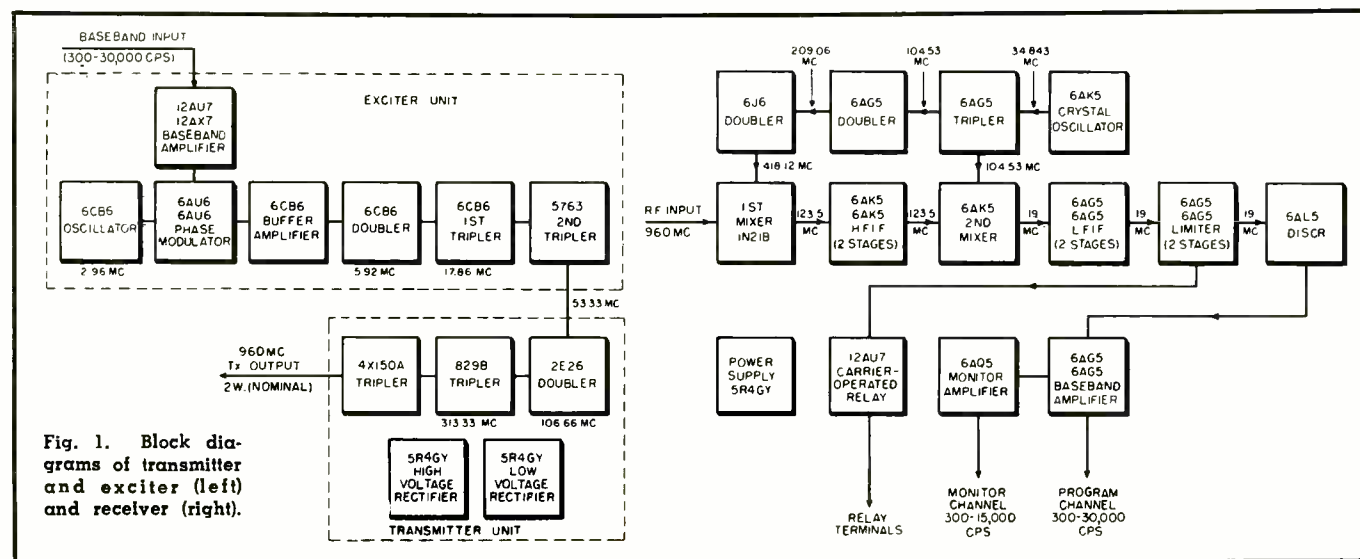 BASEBAND INPUT
(300-30,000 CPS)
EXCITER UNIT
12AU7
12AX7
BASEBAND
AMPLIFIER
6CB6
OSCILLATOR
2.96 MC
6AU6
6AU6
PHASE
MODULATOR
6CB6
BUFFER
AMPLIFIER
6CB6
DOUBLER
5.92 MC
6CB6
1ST
TRIPLER
17.86 MC
5763
2ND
TRIPLER
53.33 MC
960 MC
Tx OUTPUT
2W. (NOMINAL)
4X150A
TRIPLER
829B
TRIPLER
313.33 MC
2E26
DOUBLER
106.66 MC
5R4GY
HIGH
VOLTAGE
RECTIFIER
5R4GY
LOW
VOLTAGE
RECTIFIER
TRANSMITTER UNIT
Fig. 1. Block dia-
grams of transmitter
and exciter (left)
and receiver (right).
209.06
MC
104.53
MC
34.843
MC
6J6
DOUBLER
6AG5
DOUBLER
6AG5
TRIPLER
6AK5
CRYSTAL
OSCILLATOR
418.12 MC
104.53 MC
RF INPUT
960 MC
1ST
MIXER
1N21B
123.5
MC
6AK5
6AK5
HFIF
(2 STAGES)
123.5
MC
6AK5
2ND
MIXER
19
MC
6AG5
6AG5
LFIF
(2 STAGES)
19
MC
6AG5
6AG5
LIMITER
(2 STAGES)
19
MC
6AL5
DISCR
POWER
SUPPLY
5R4GY
12AU7
CARRIER-
OPERATED
RELAY
6AQ5
MONITOR
AMPLIFIER
6AG5
6AG5
BASEBAND
AMPLIFIER
RELAY
TERMINALS
MONITOR
CHANNEL
300-15,000
CPS
PROGRAM
CHANNEL
300-30,000
CPS